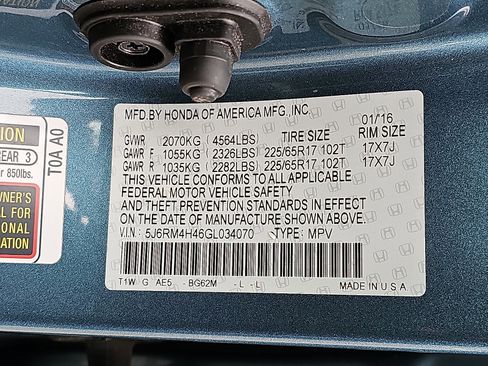 MFD.BY HONDA OF AMERICA MFG.,INC. 01/16
GVWR 2070KG (4564LBS) TIRE SIZE RIM SIZE
GAWR F 1055KG (2326LBS) 225/65R17 102T 17X7J
GAWR R 1035KG (2282LBS) 225/65R17 102T 17X7J
THIS VEHICLE CONFORMS TO ALL APPLICABLE
FEDERAL MOTOR VEHICLE SAFETY
AND THEFT PREVENTION STANDARDS IN EFFECT
ON THE DATE OF MANUFACTURE SHOWN ABOVE.
V.I.N: 5J6RM4H46GL034070 TYPE: MPV
T1W G AE5 - BG62M - L - L
MADE IN U.S.A
T0A A0
REAR 3
850lbs.